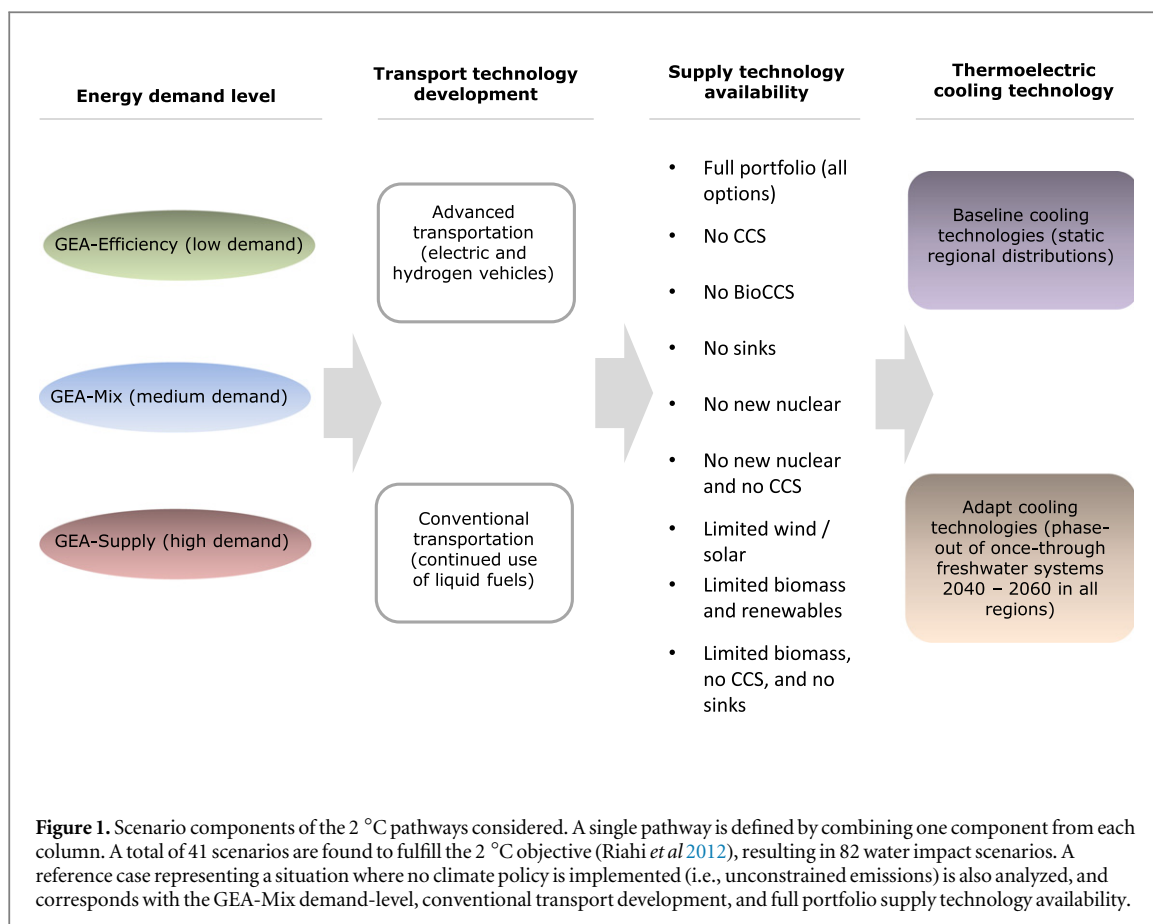 Energy demand level
Transport technology
development
Supply technology
availability
Thermoelectric
cooling technology
GEA-Efficiency (low demand)
GEA-Mix (medium demand)
GEA-Supply (high demand)
Advanced
transportation
(electric and
hydrogen vehicles)
Conventional
transportation
(continued use
of liquid fuels)
• Full portfolio (all
options)
• No CCS
• No BioCCS
• No sinks
• No new nuclear
• No new nuclear
and no CCS
• Limited wind /
solar
• Limited biomass
and renewables
• Limited biomass,
no CCS, and no
sinks
Baseline cooling
technologies (static
regional distributions)
Adapt cooling
technologies (phase-
out of once-through
freshwater systems
2040 – 2060 in all
regions)
Figure 1. Scenario components of the 2 °C pathways considered. A single pathway is defined by combining one component from each
column. A total of 41 scenarios are found to fulfill the 2 °C objective (Riahi et al 2012), resulting in 82 water impact scenarios. A
reference case representing a situation where no climate policy is implemented (i.e., unconstrained emissions) is also analyzed, and
corresponds with the GEA-Mix demand-level, conventional transport development, and full portfolio supply technology availability.